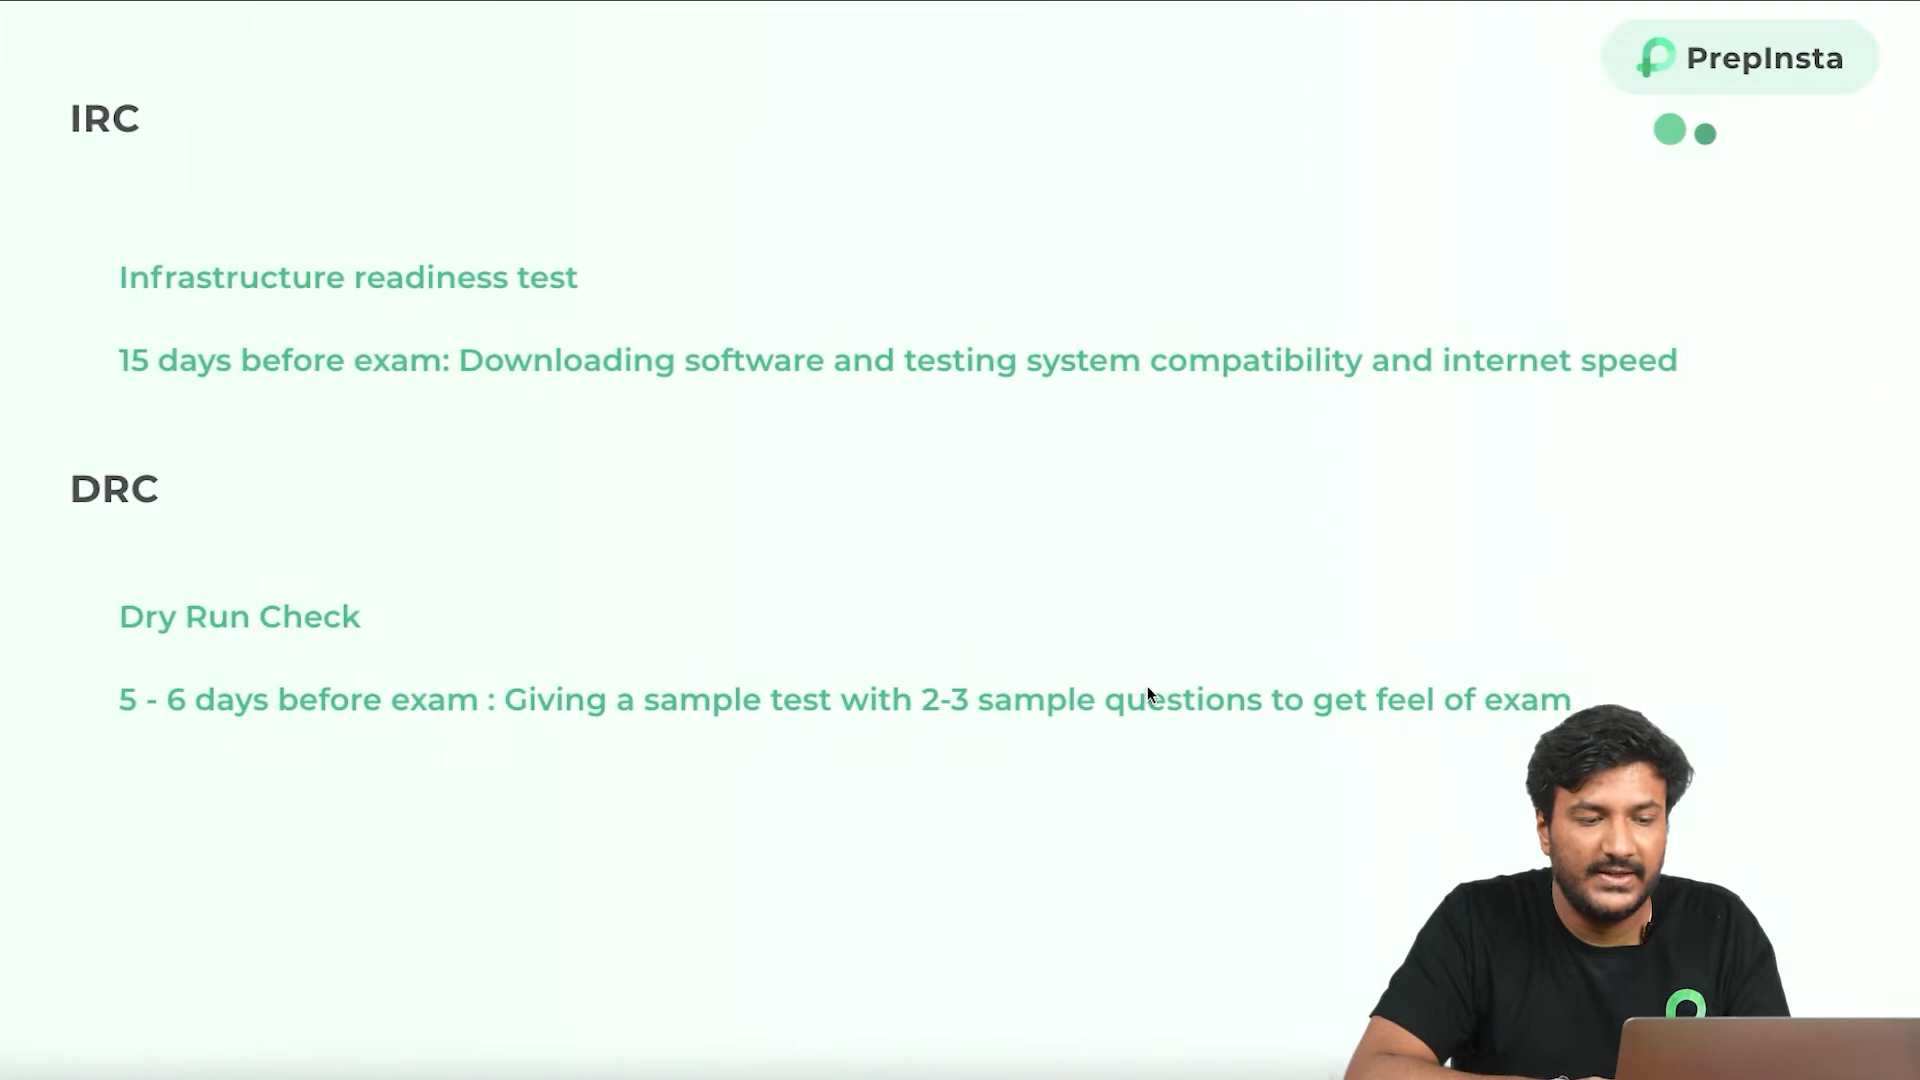 PrepInsta
IRC
Infrastructure readiness test
15 days before exam: Downloading software and testing system compatibility and internet speed
DRC
Dry Run Check
5 - 6 days before exam : Giving a sample test with 2-3 sample questions to get feel of exam